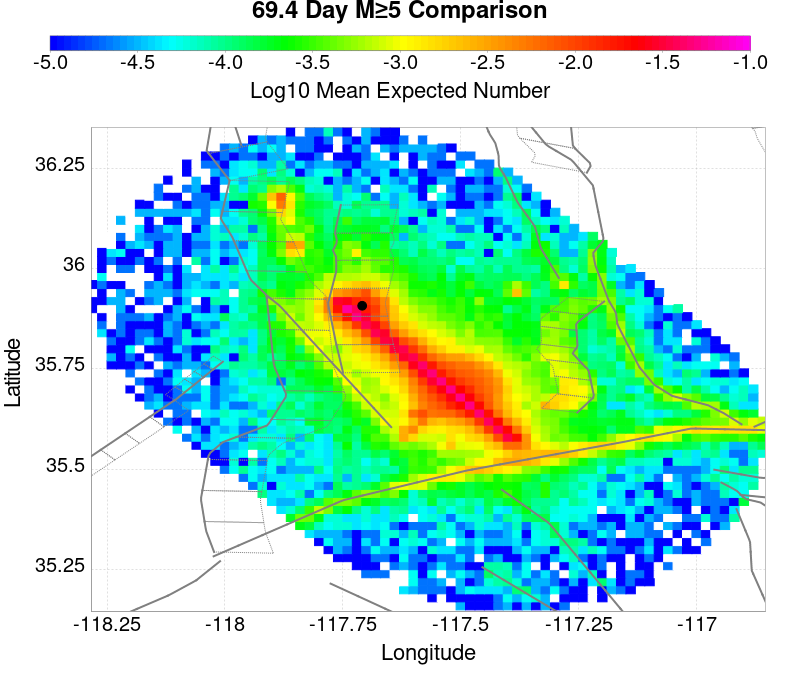 69.4 Day M≥5 Comparison
-5.0 -4.5 -4.0 -3.5 -3.0 -2.5 -2.0 -1.5 -1.0
Log10 Mean Expected Number
36.25
36
35.75
35.5
35.25
Latitude
-118.25 -118 -117.75 -117.5 -117.25 -117
Longitude